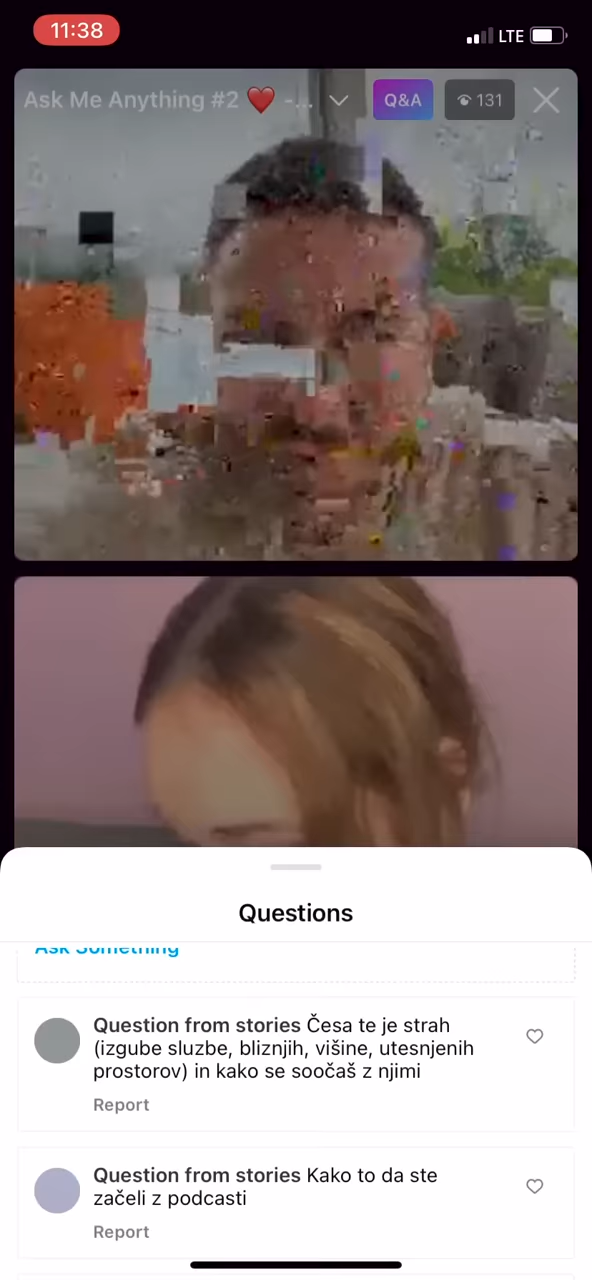 11:38
LTE
Ask Me Anything #2 ❤️ -...
Q&A
131
Questions
Ask Something
Question from stories Česa te je strah
(izgube sluzbe, bliznjih, višine, utesnjenih
prostorov) in kako se soočaš z njimi
Report
Question from stories Kako to da ste
začeli z podcasti
Report